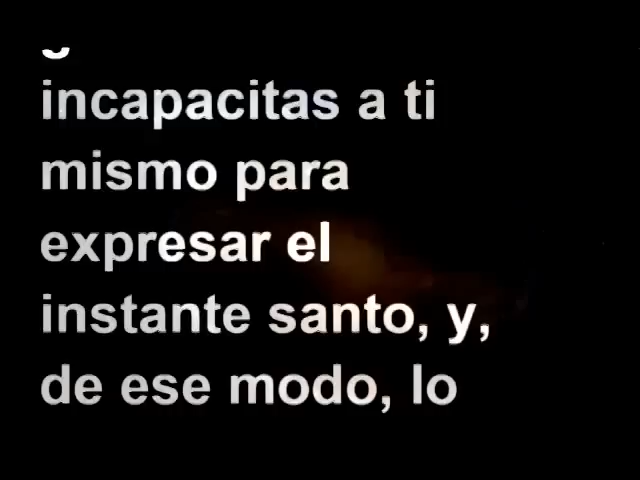 incapacitas a ti
mismo para
expresar el
instante santo, y,
de ese modo, lo